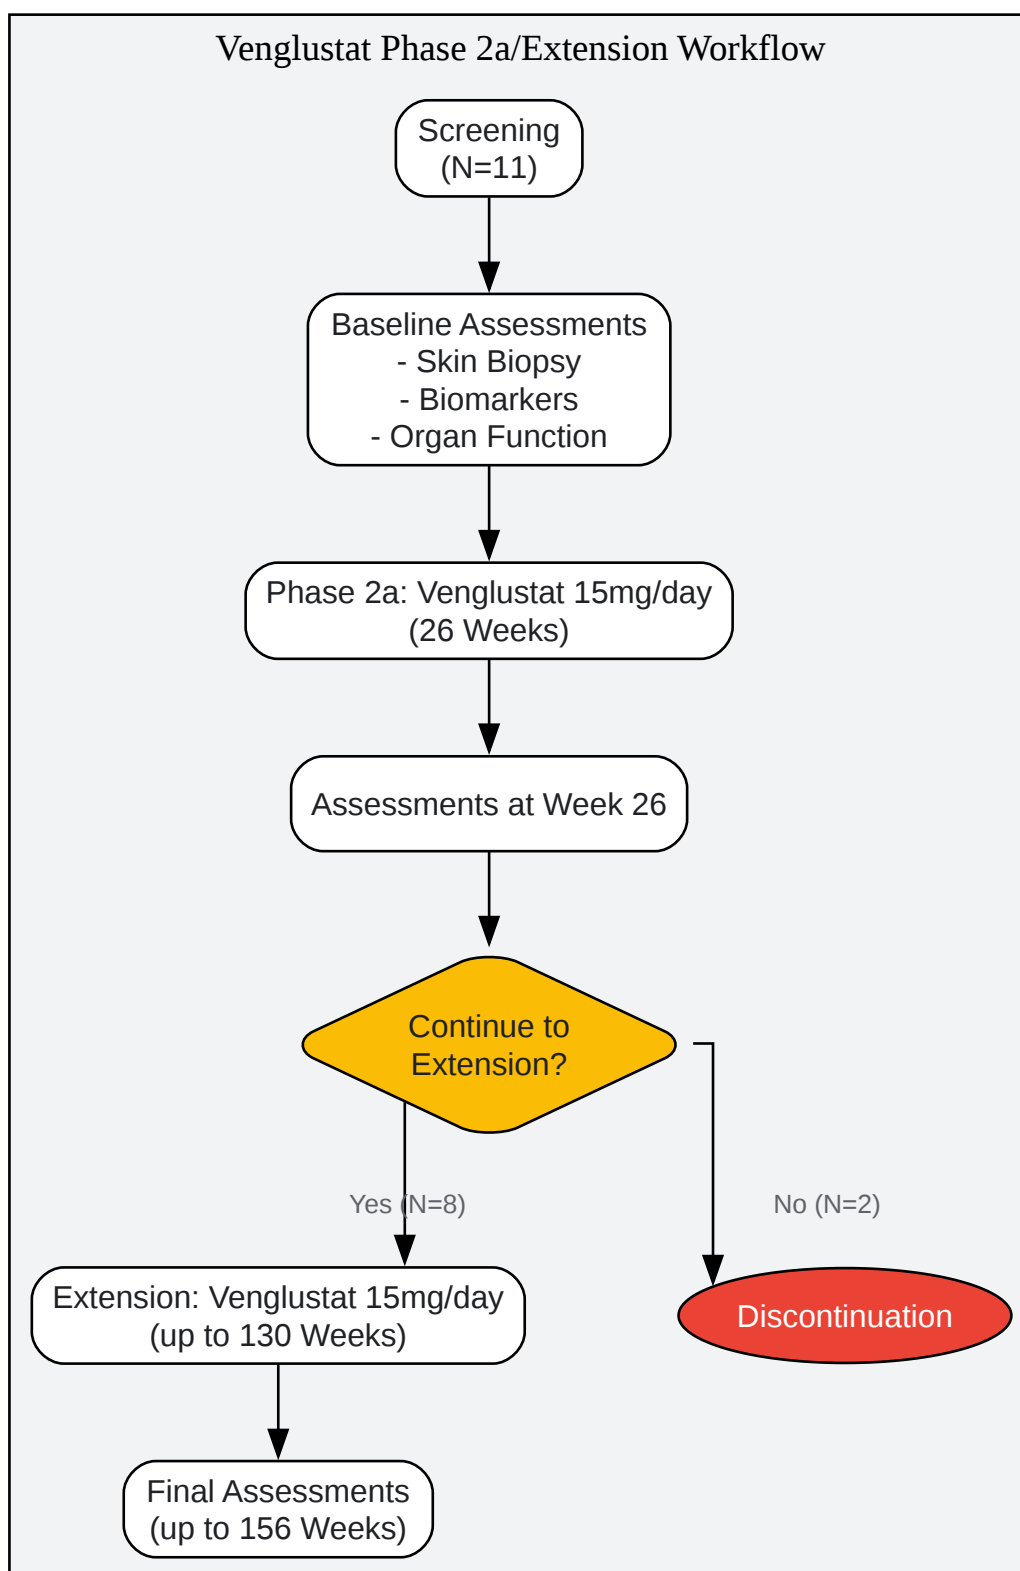 Venglustat Phase 2a/Extension Workflow
Screening
(N=11)
Baseline Assessments
- Skin Biopsy
- Biomarkers
- Organ Function
Phase 2a: Venglustat 15mg/day
(26 Weeks)
Assessments at Week 26
Continue to
Extension?
Yes (N=8)
No (N=2)
Extension: Venglustat 15mg/day
(up to 130 Weeks)
Discontinuation
Final Assessments
(up to 156 Weeks)